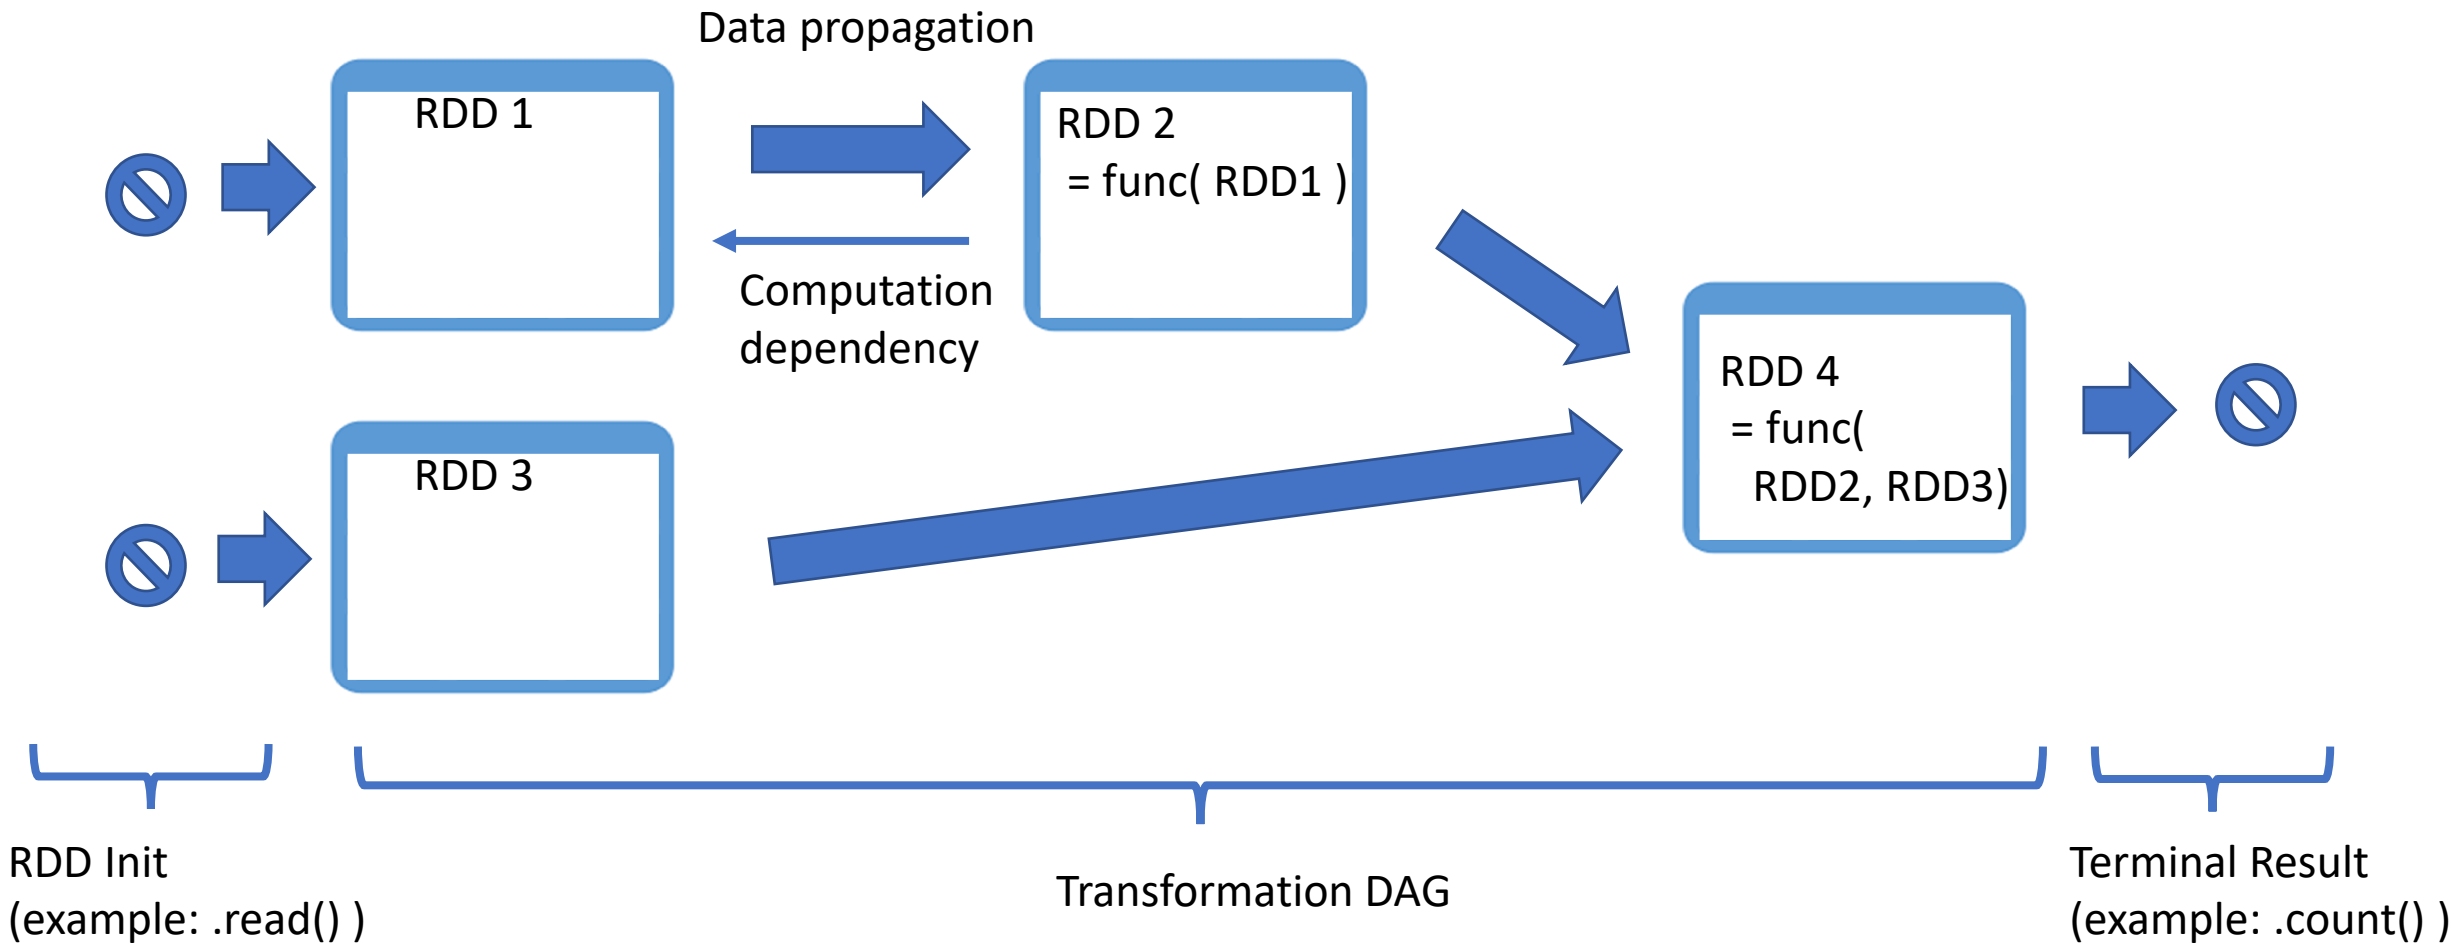 Data propagation
RDD 1
RDD 2
= func( RDD1 )
Computation
dependency
RDD 3
RDD 4
= func(
RDD2, RDD3)
RDD Init
(example: .read() )
Transformation DAG
Terminal Result
(example: .count() )